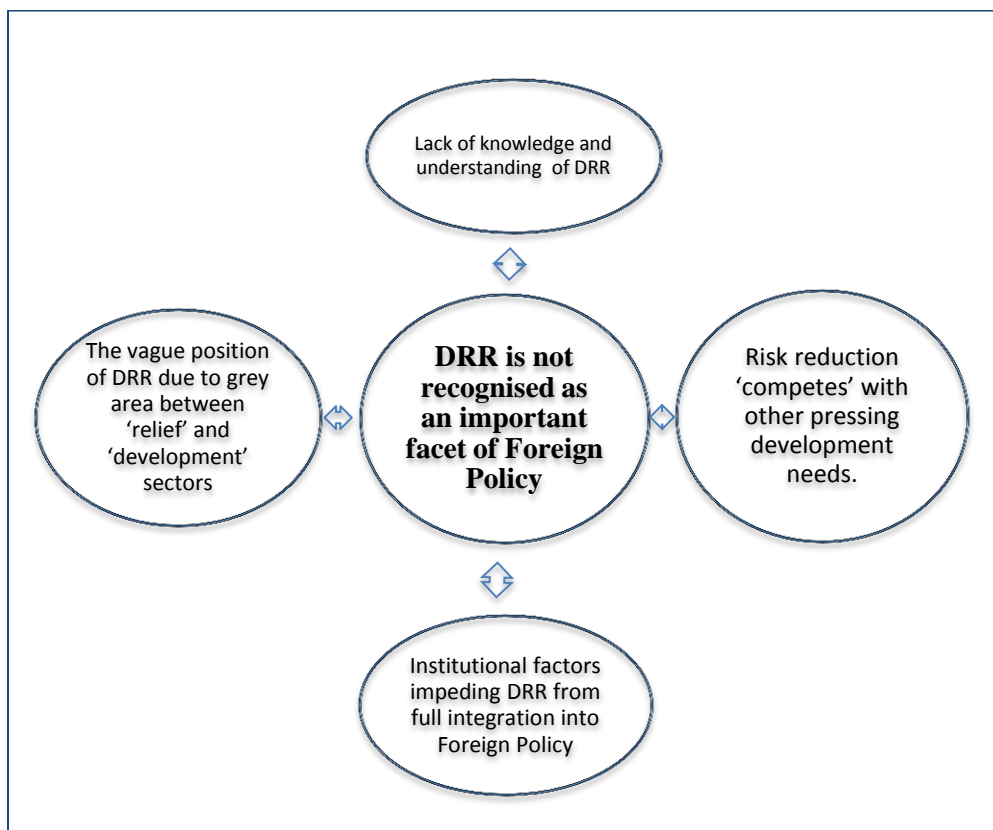 Lack of knowledge and
understanding of DRR
The vague position
of DRR due to grey
area between
‘relief’ and
‘development’
sectors
DRR is not
recognised as
an important
facet of Foreign
Policy
Risk reduction
‘competes’ with
other pressing
development
needs.
Institutional factors
impeding DRR from
full integration into
Foreign Policy